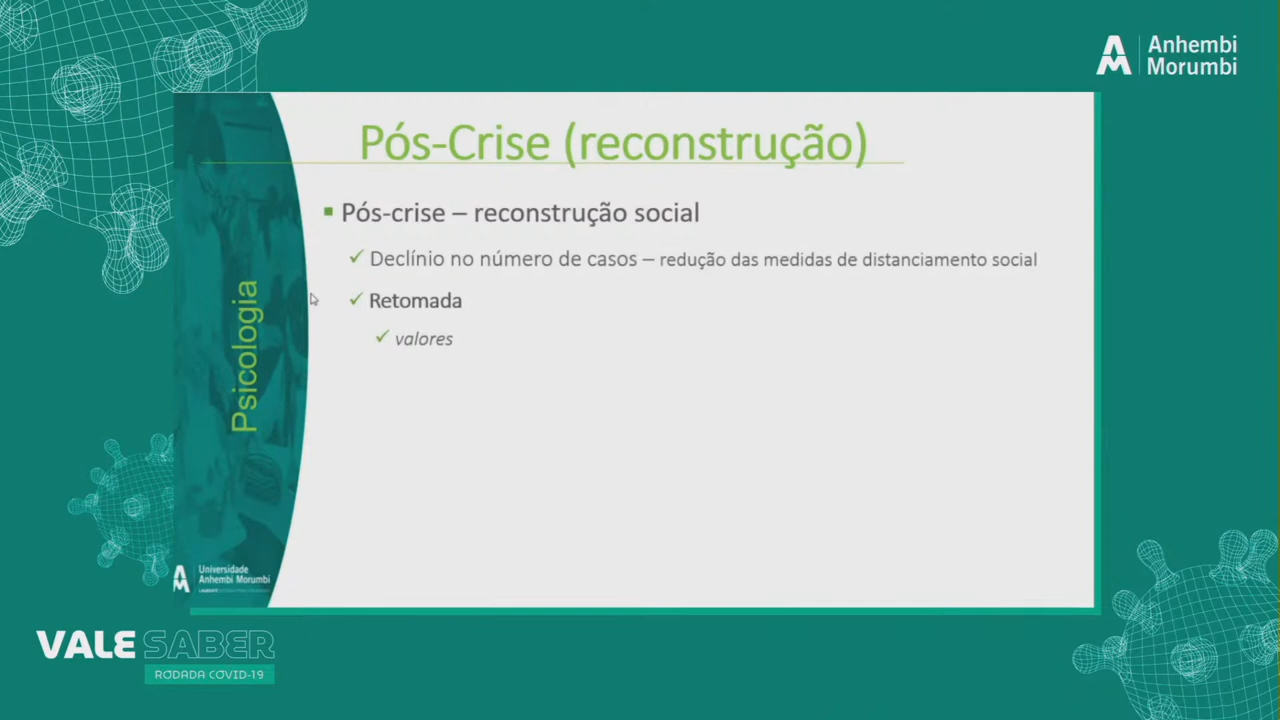 Anhembi
Morumbi
Pós-Crise (reconstrução)
Pós-crise – reconstrução social
Declínio no número de casos – redução das medidas de distanciamento social
Retomada
valores
Psicologia
Universidade
Anhembi Morumbi
VALE SABER
RODADA COVID-19